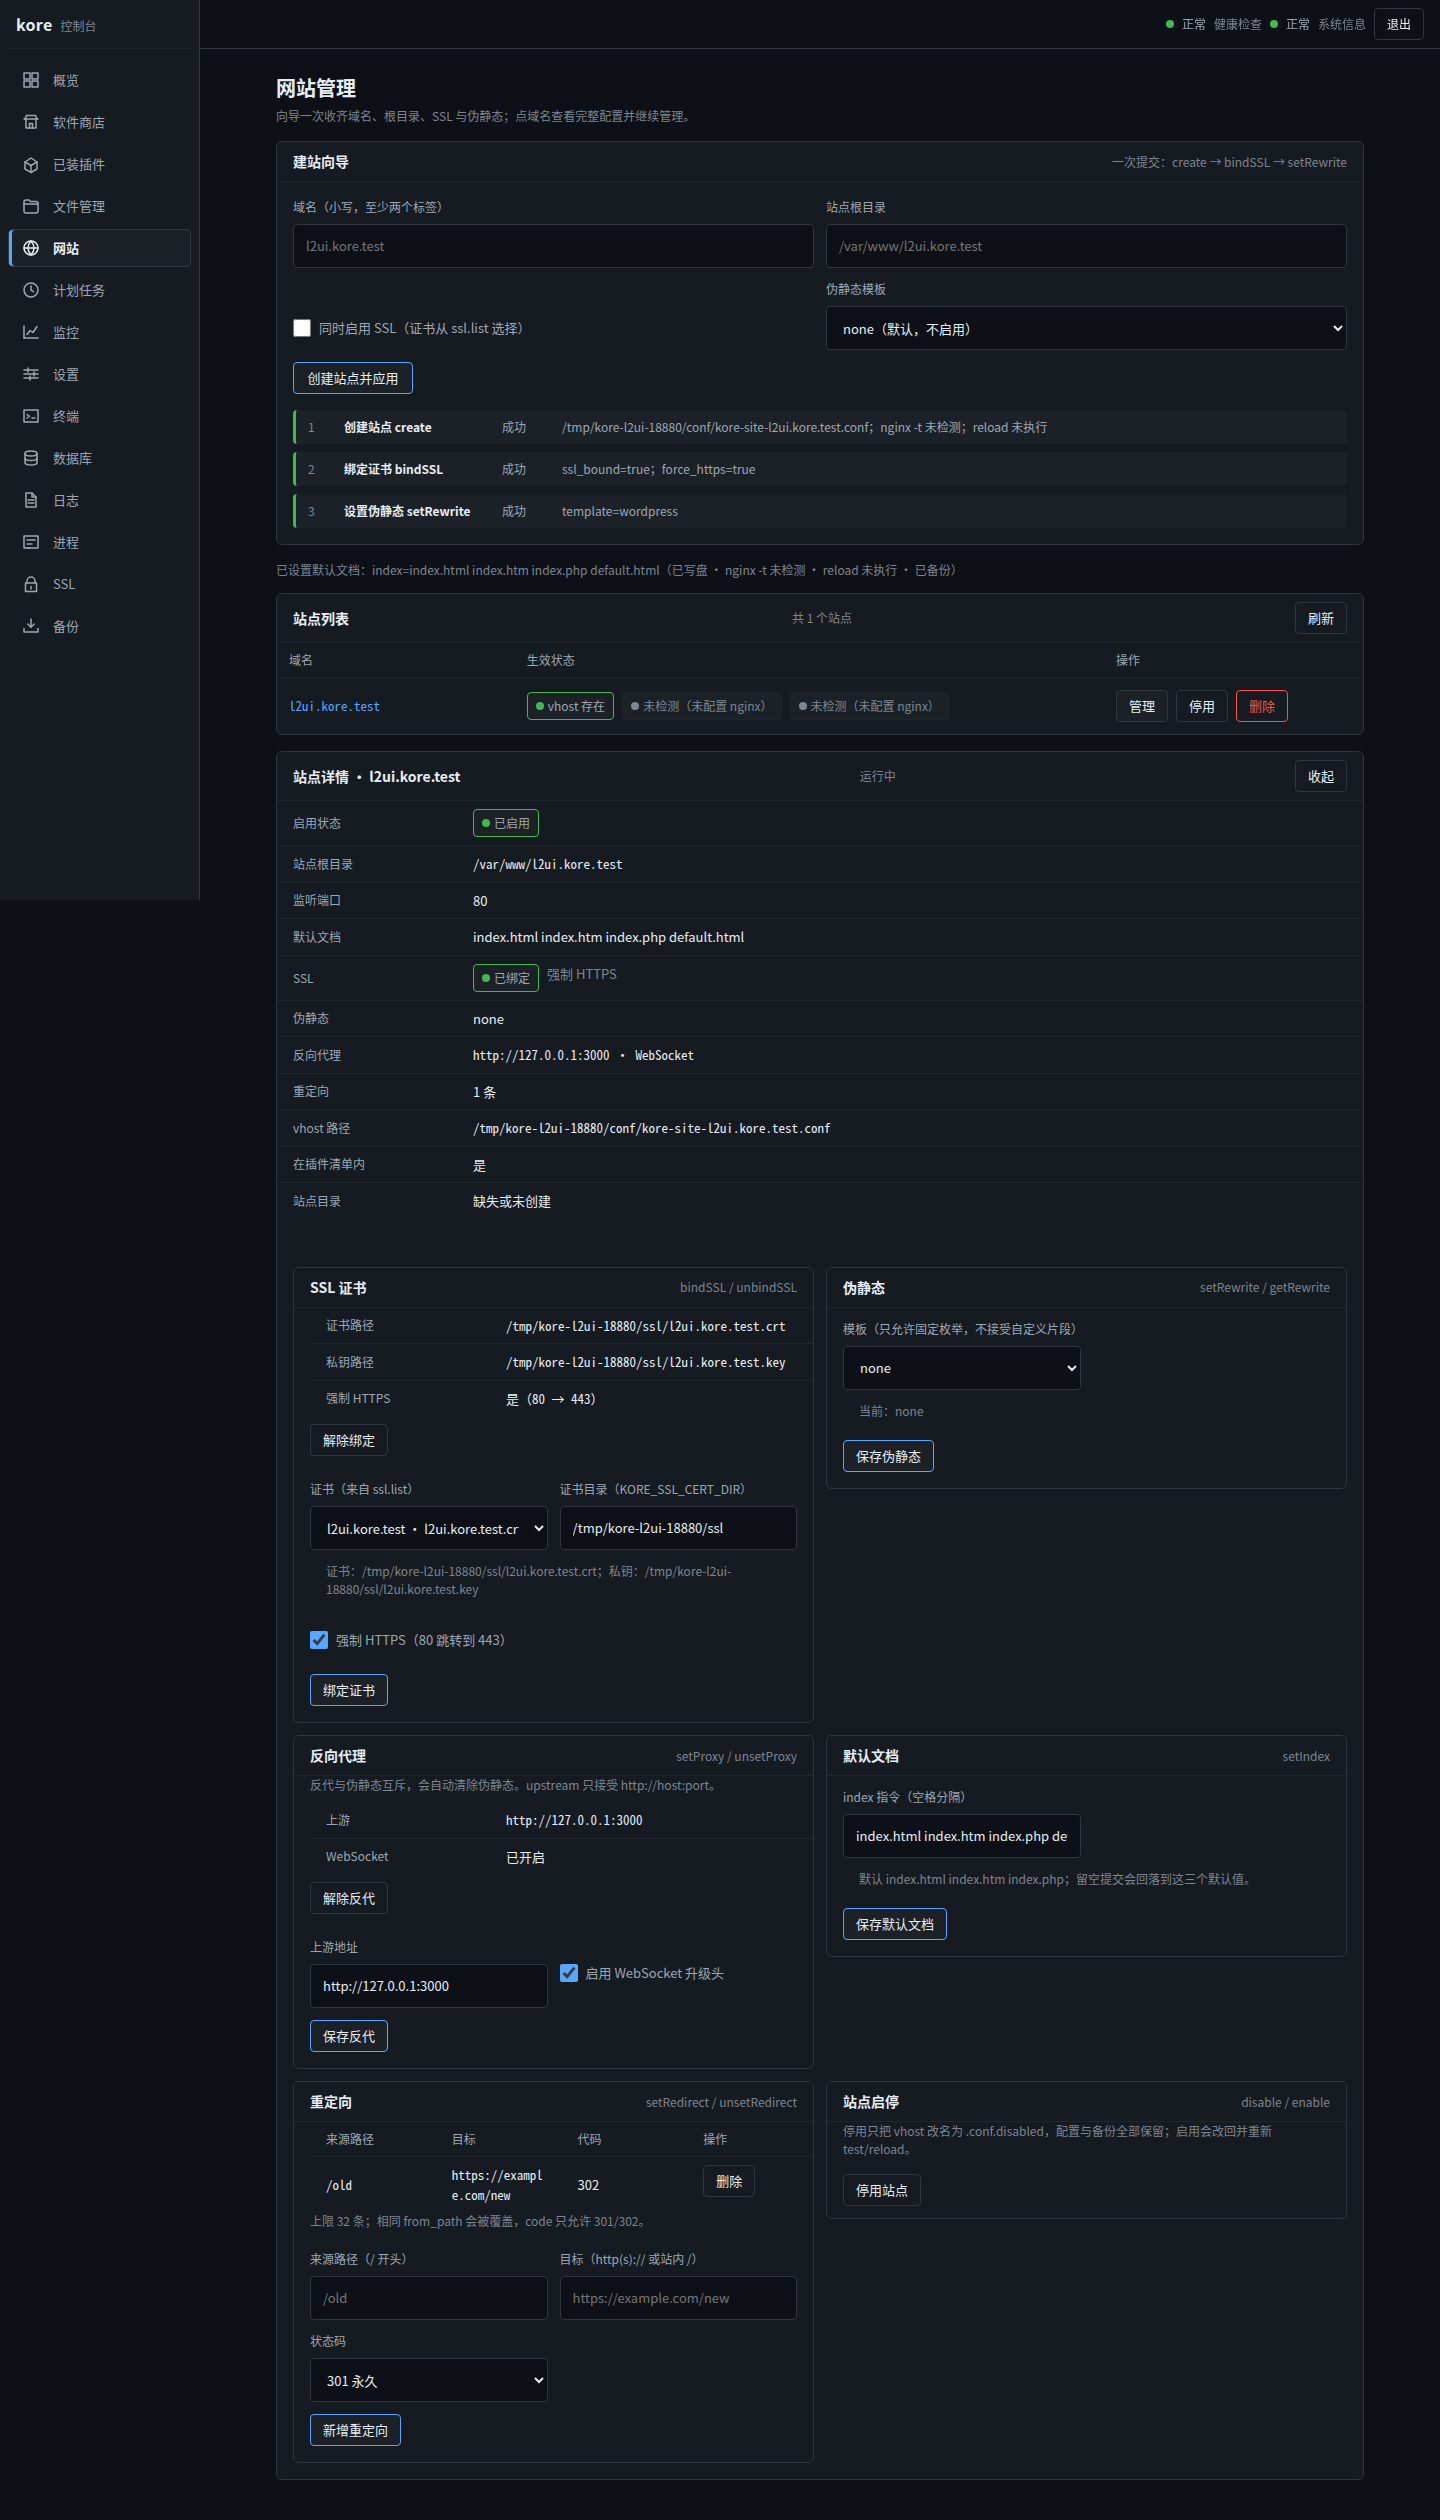 kore 控制台
正常 健康检查 正常 系统信息 退出
概览
软件商店
已装插件
文件管理
网站
计划任务
监控
设置
终端
数据库
日志
进程
SSL
备份
网站管理
向导一次收齐域名、根目录、SSL 与伪静态；点域名查看完整配置并继续管理。
建站向导 一次提交：create → bindSSL → setRewrite
域名（小写，至少两个标签） 站点根目录
l2ui.kore.test /var/www/l2ui.kore.test
伪静态模板
同时启用 SSL（证书从 ssl.list 选择） none（默认，不启用）
创建站点并应用
1 创建站点 create 成功 /tmp/kore-l2ui-18880/conf/kore-site-l2ui.kore.test.conf；nginx -t 未检测；reload 未执行
2 绑定证书 bindSSL 成功 ssl_bound=true；force_https=true
3 设置伪静态 setRewrite 成功 template=wordpress
已设置默认文档：index=index.html index.htm index.php default.html（已写盘 · nginx -t 未检测 · reload 未执行 · 已备份）
站点列表 共 1 个站点 刷新
域名 生效状态 操作
l2ui.kore.test vhost 存在 未检测（未配置 nginx） 未检测（未配置 nginx） 管理 停用 删除
站点详情 · l2ui.kore.test 运行中 收起
启用状态 已启用
站点根目录 /var/www/l2ui.kore.test
监听端口 80
默认文档 index.html index.htm index.php default.html
SSL 已绑定 强制 HTTPS
伪静态 none
反向代理 http://127.0.0.1:3000 · WebSocket
重定向 1 条
vhost 路径 /tmp/kore-l2ui-18880/conf/kore-site-l2ui.kore.test.conf
在插件清单内 是
站点目录 缺失或未创建
SSL 证书 bindSSL / unbindSSL
证书路径 /tmp/kore-l2ui-18880/ssl/l2ui.kore.test.crt
私钥路径 /tmp/kore-l2ui-18880/ssl/l2ui.kore.test.key
强制 HTTPS 是（80 → 443）
解除绑定
证书（来自 ssl.list） 证书目录（KORE_SSL_CERT_DIR）
l2ui.kore.test · l2ui.kore.test.cr /tmp/kore-l2ui-18880/ssl
证书：/tmp/kore-l2ui-18880/ssl/l2ui.kore.test.crt；私钥：/tmp/kore-l2ui-
18880/ssl/l2ui.kore.test.key
强制 HTTPS（80 跳转到 443）
绑定证书
伪静态 setRewrite / getRewrite
模板（只允许固定枚举，不接受自定义片段）
none
当前：none
保存伪静态
反向代理 setProxy / unsetProxy
反代与伪静态互斥，会自动清除伪静态。upstream 只接受 http://host:port。
上游 http://127.0.0.1:3000
WebSocket 已开启
解除反代
上游地址
http://127.0.0.1:3000 启用 WebSocket 升级头
保存反代
默认文档 setIndex
index 指令（空格分隔）
index.html index.htm index.php de
默认 index.html index.htm index.php；留空提交会回落到这三个默认值。
保存默认文档
重定向 setRedirect / unsetRedirect
来源路径 目标 代码 操作
/old https://exampl 302 删除
e.com/new
上限 32 条；相同 from_path 会被覆盖，code 只允许 301/302。
来源路径（/ 开头） 目标（http(s):// 或站内 /）
/old https://example.com/new
状态码
301 永久
新增重定向
站点启停 disable / enable
停用只把 vhost 改名为 .conf.disabled，配置与备份全部保留；启用会改回并重新
test/reload。
停用站点